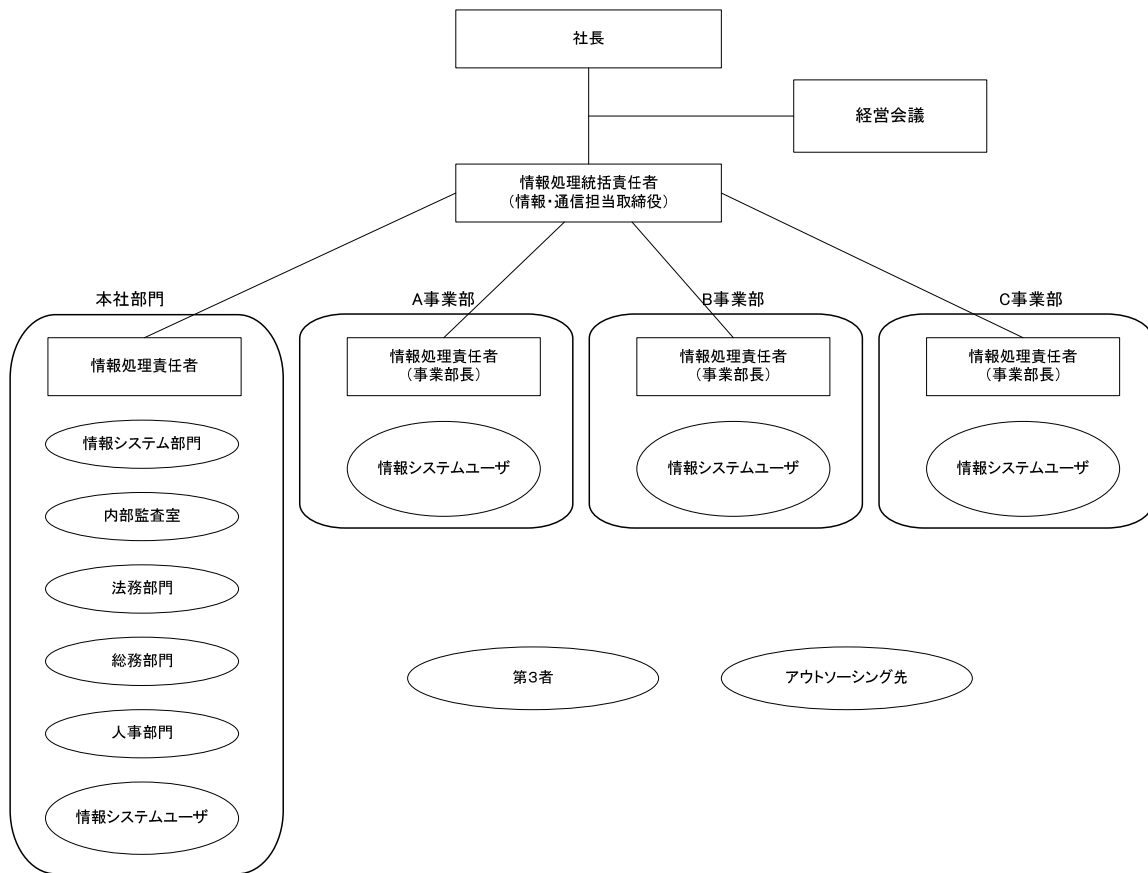 社長
経営会議
情報処理統括責任者
（情報・通信担当取締役）
本社部門
A事業部
B事業部
C事業部
情報処理責任者
情報処理責任者
（事業部長）
情報処理責任者
（事業部長）
情報処理責任者
（事業部長）
情報システム部門
情報システムユーザ
情報システムユーザ
情報システムユーザ
内部監査室
法務部門
総務部門
第3者
アウトソーシング先
人事部門
情報システムユーザ